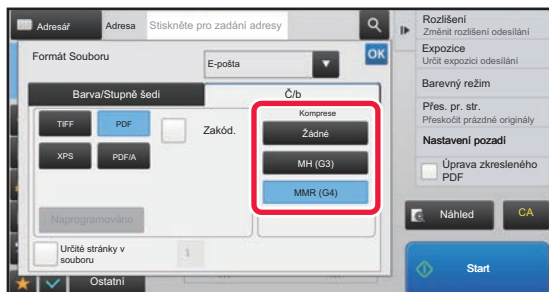 Adresář
Adresa
Stiskněte pro zadání adresy
Formát Souboru
E-pošta
OK
Barva/Stupně šedi
Č/b
TIFF
PDF
Zakód.
XPS
PDF/A
Naprogramováno
Komprese
Žádné
MH (G3)
MMR (G4)
Určité stránky v
souboru
1
Ostatní
Rozlišení
Změnit rozlišení odesílání
Expozice
Určit expozici odesílání
Barevný režim
Přes. pr. str.
Přeskočit prázdné originály
Nastavení pozadí
Úprava zkresleného
PDF
Náhled
CA
Start